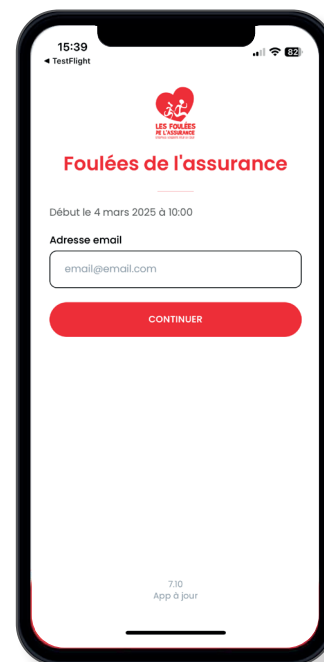 15:39
82
◄ TestFlight
LES FOULÉES
DE L'ASSURANCE
Foulées de l'assurance
Début le 4 mars 2025 à 10:00
Adresse email
email@email.com
CONTINUER
7.10
App à jour